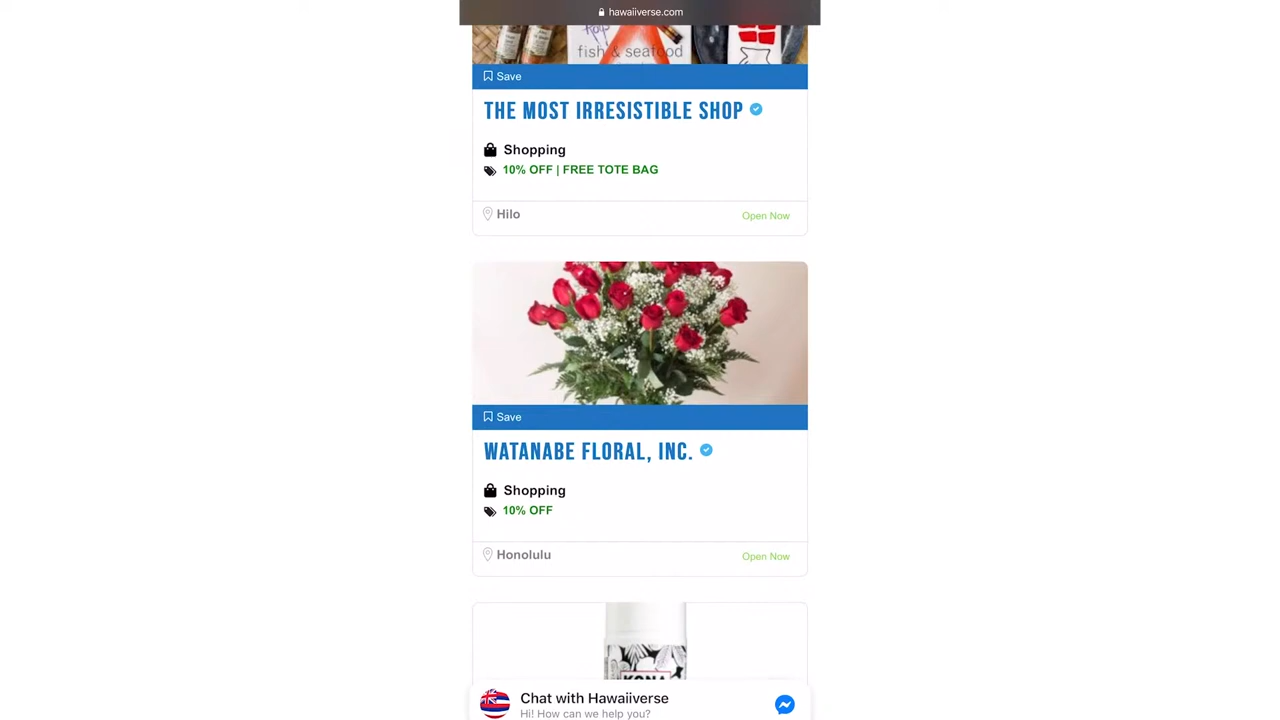 hawaiiverse.com
fish & seafood
Save
THE MOST IRRESISTIBLE SHOP
Shopping
10% OFF | FREE TOTE BAG
Hilo
Open Now
Save
WATANABE FLORAL, INC.
Shopping
10% OFF
Honolulu
Open Now
KONA
Chat with Hawaiiverse
Hi! How can we help you?